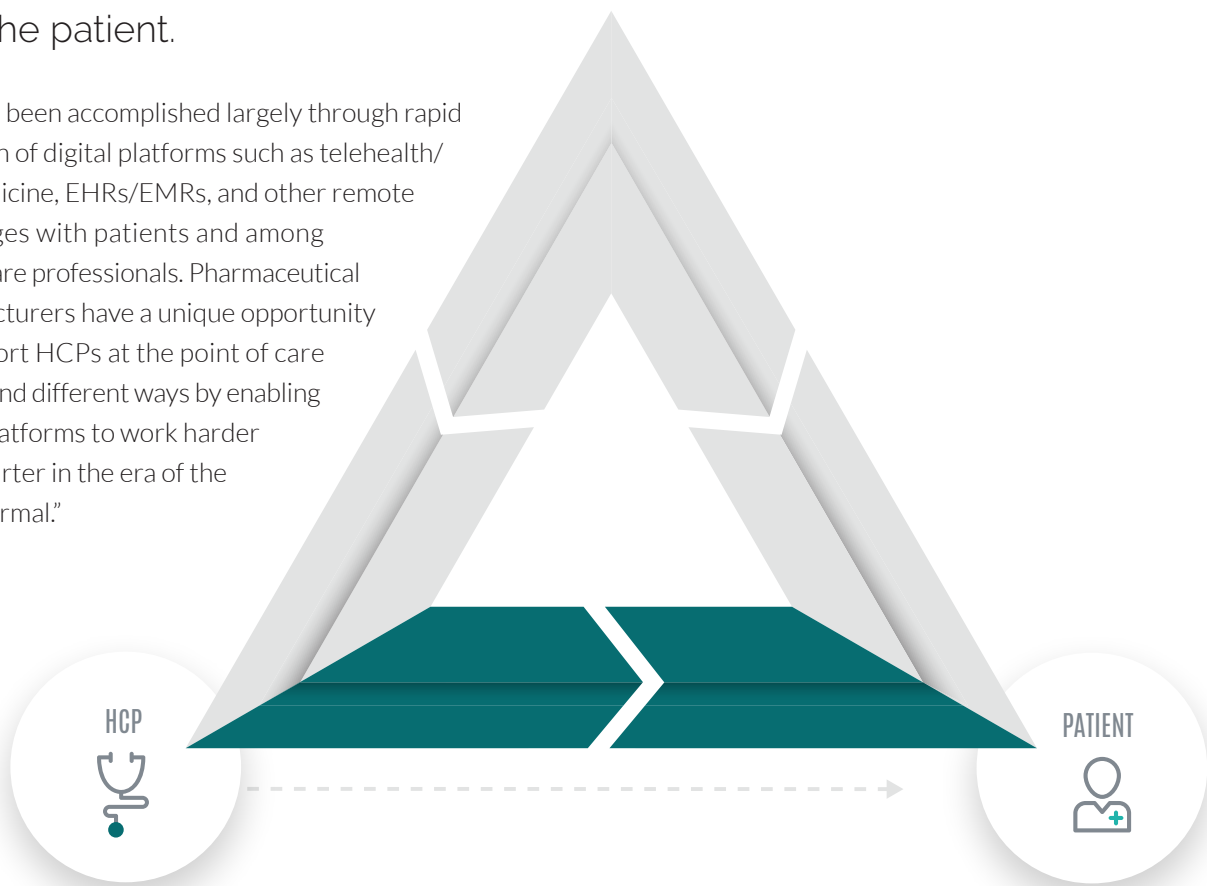 he patient.
been accomplished largely through rapid
n of digital platforms such as telehealth/
icine, EHRs/EMRs, and other remote
ges with patients and among
are professionals. Pharmaceutical
cturers have a unique opportunity
ort HCPs at the point of care
nd different ways by enabling
atforms to work harder
rter in the era of the
rmal.”
HCP
PATIENT